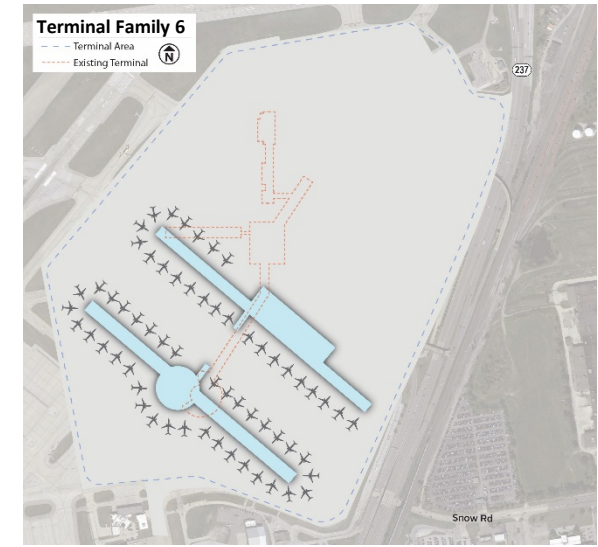 Terminal Family 6
Terminal Area
Existing Terminal
N
237
Snow Rd